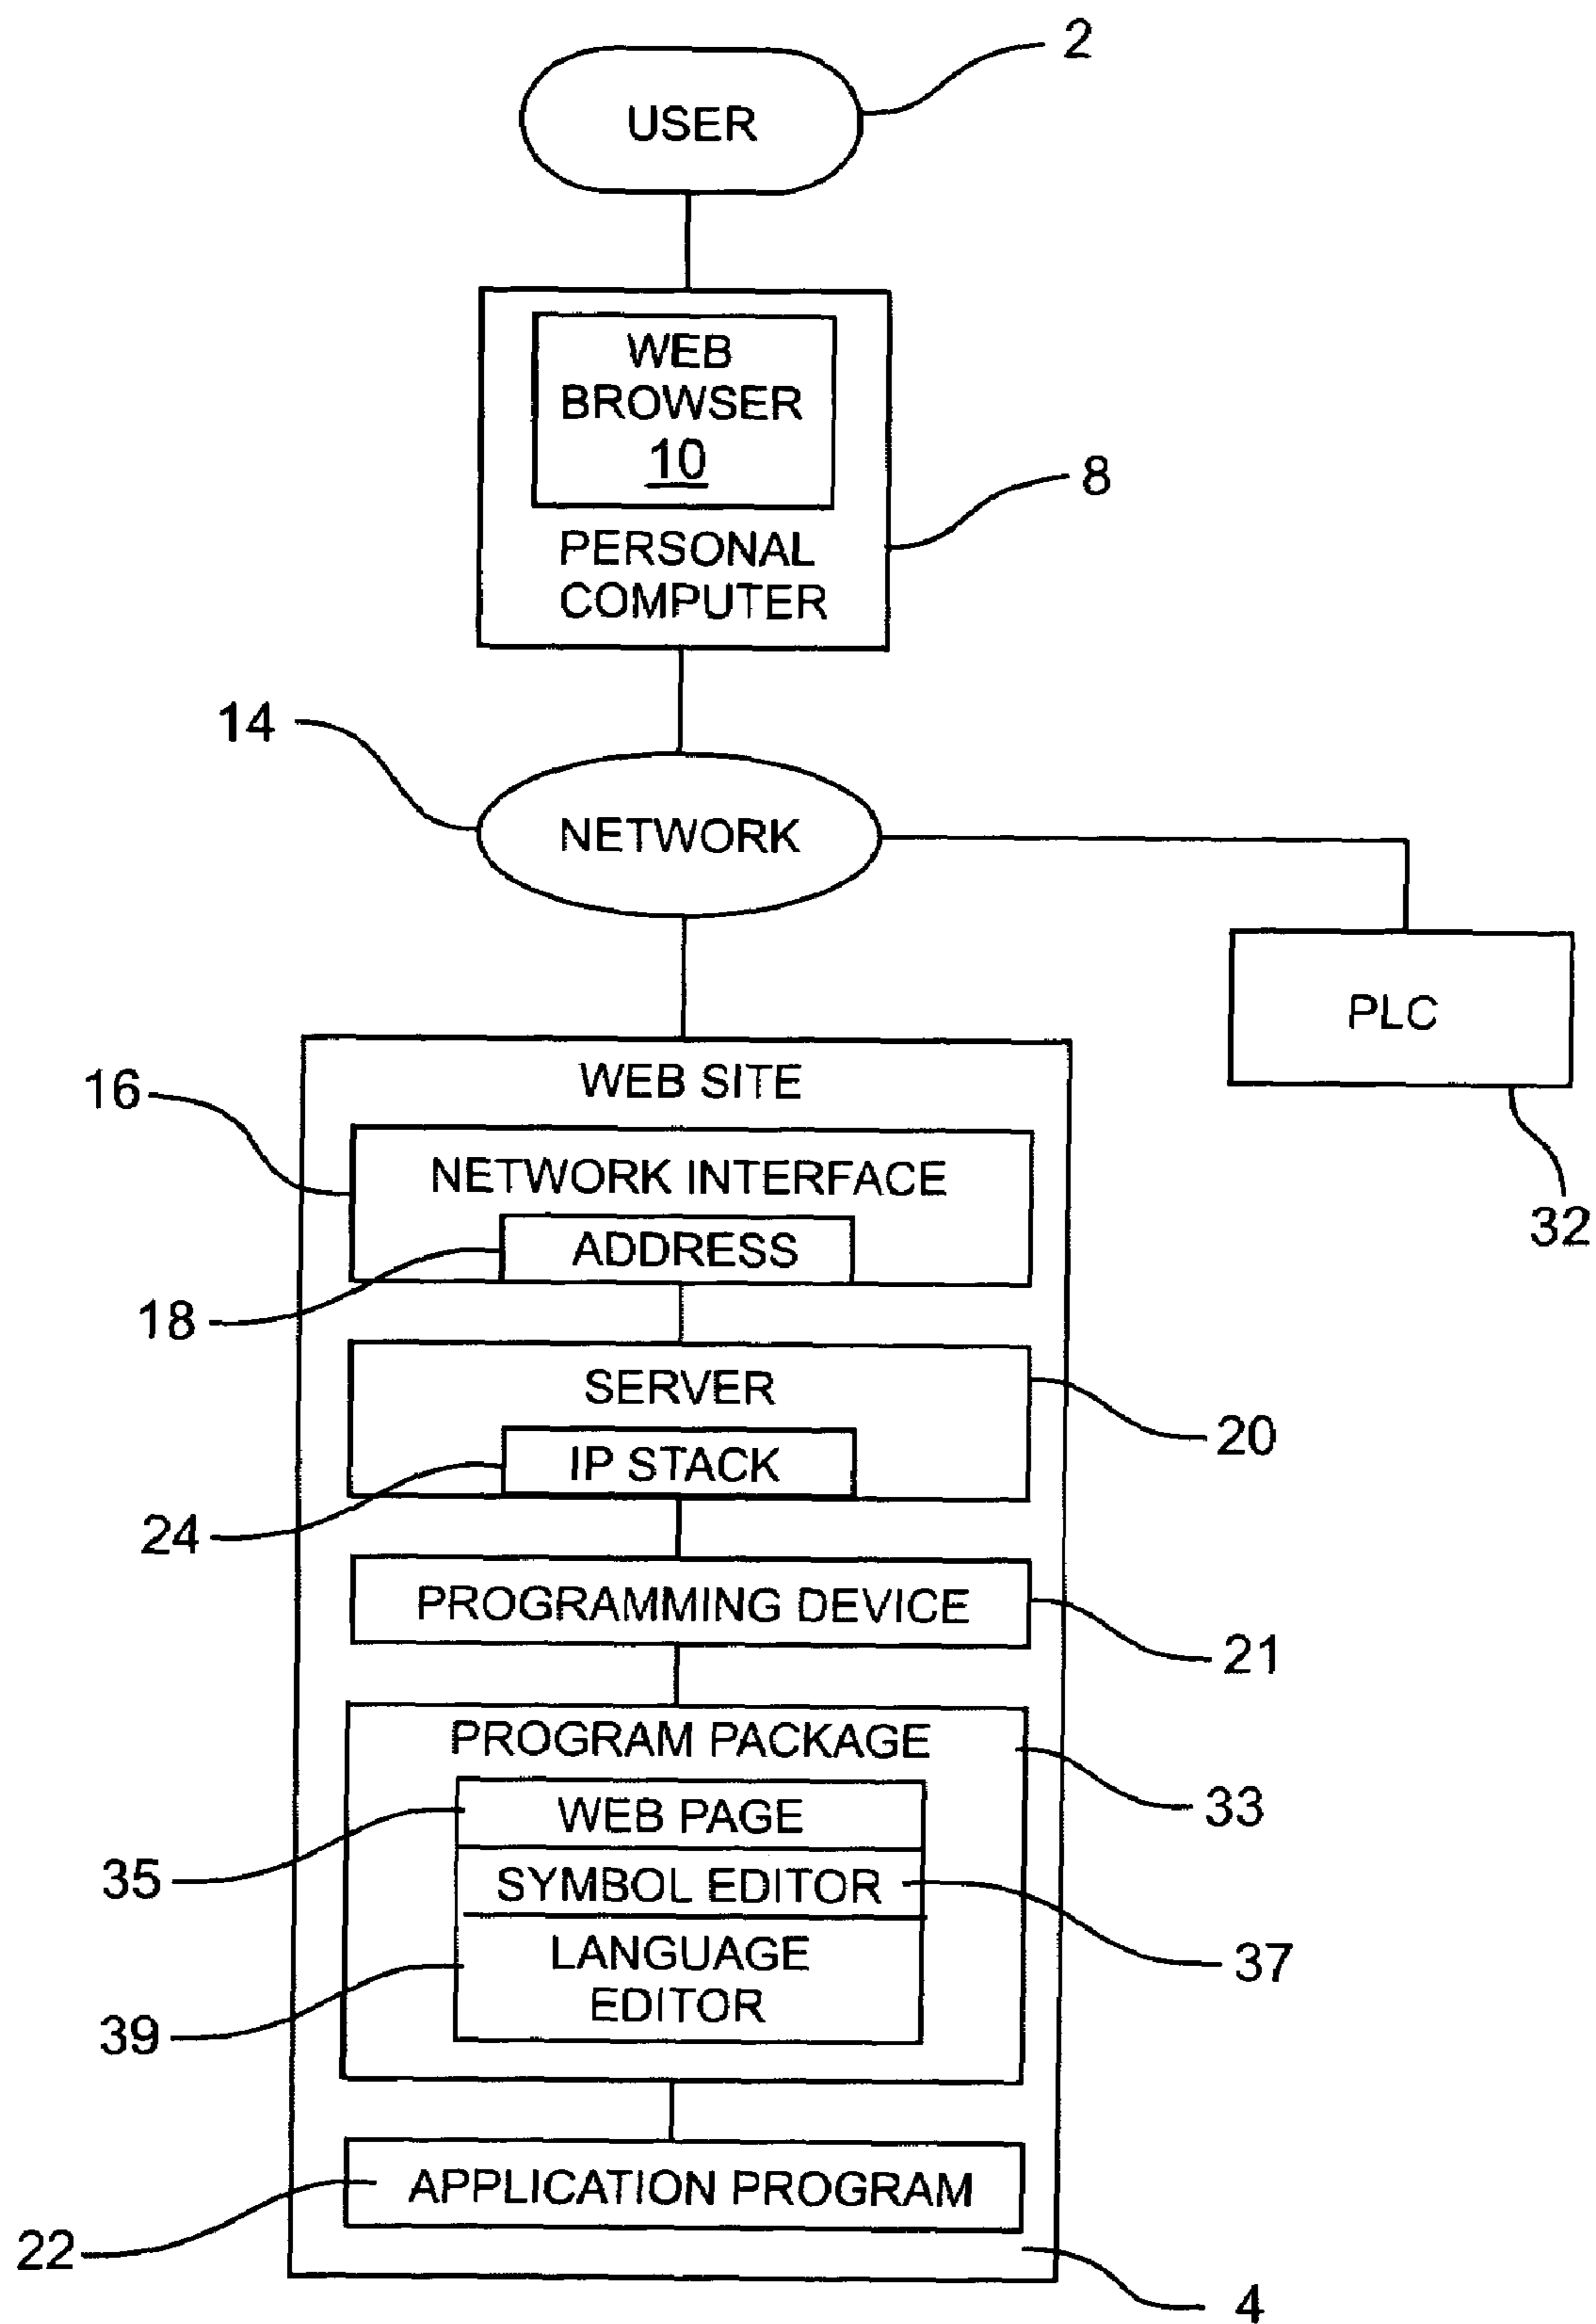 2
USER
WEB
BROWSER
10
8
PERSONAL
COMPUTER
14
NETWORK
PLC
32
WEB SITE
16
NETWORK INTERFACE
ADDRESS
18
SERVER
20
IP STACK
24
PROGRAMMING DEVICE
21
PROGRAM PACKAGE
33
WEB PAGE
35
SYMBOL EDITOR
37
LANGUAGE
EDITOR
39
APPLICATION PROGRAM
22
4